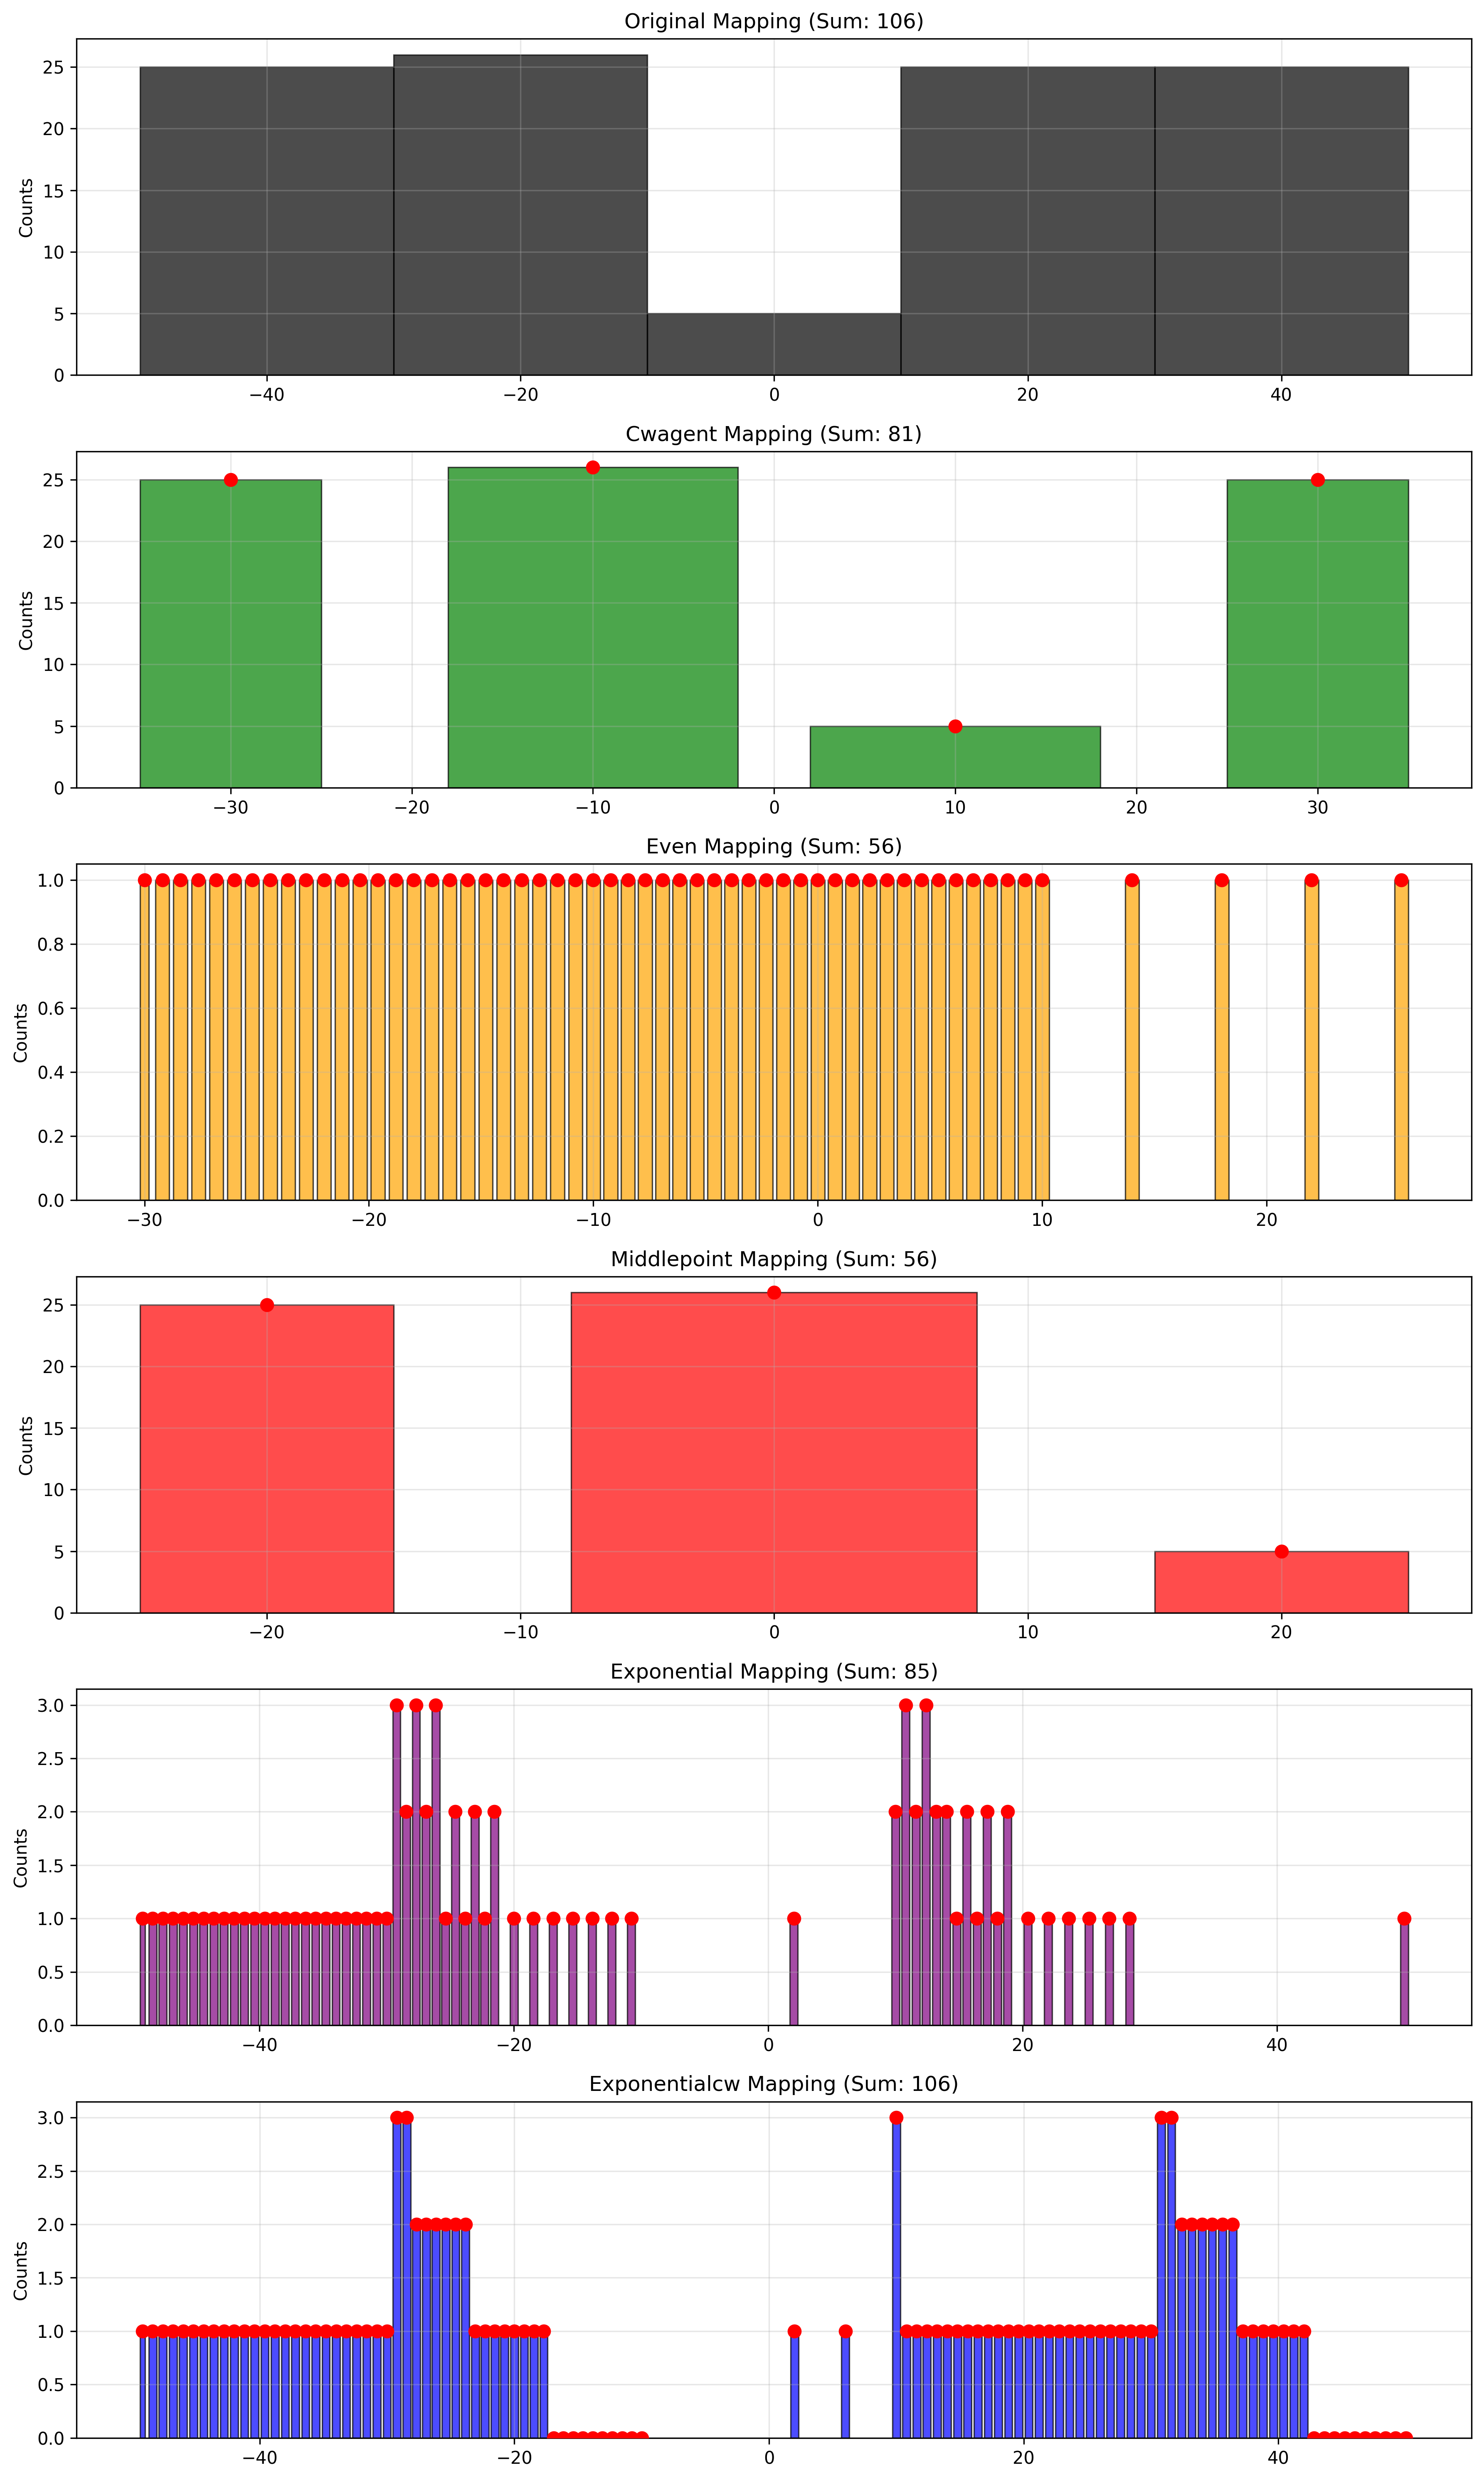 Original Mapping (Sum: 106)
Counts
25
20
15
10
5
0
−40 −20 0 20 40
Cwagent Mapping (Sum: 81)
Counts
25
20
15
10
5
0
−30 −20 −10 0 10 20 30
Even Mapping (Sum: 56)
Counts
1.0
0.8
0.6
0.4
0.2
0.0
−30 −20 −10 0 10 20
Middlepoint Mapping (Sum: 56)
Counts
25
20
15
10
5
0
−20 −10 0 10 20
Exponential Mapping (Sum: 85)
Counts
3.0
2.5
2.0
1.5
1.0
0.5
0.0
−40 −20 0 20 40
Exponentialcw Mapping (Sum: 106)
Counts
3.0
2.5
2.0
1.5
1.0
0.5
0.0
−40 −20 0 20 40